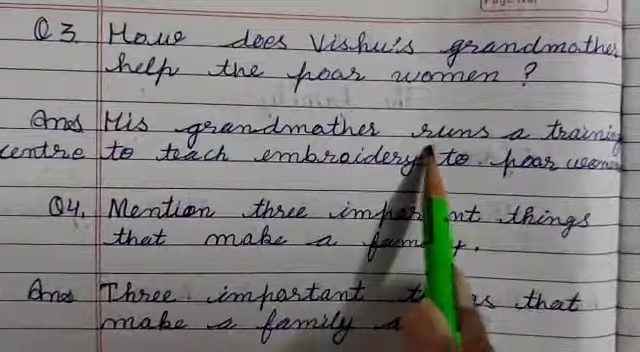 Q 3 How does Vishu's grandmother
help the poor women ?
Ans His grandmother runs a training
centre to teach embroidery to poor women
Q4. Mention three important things
that make a family.
Ans Three important that
make a family a